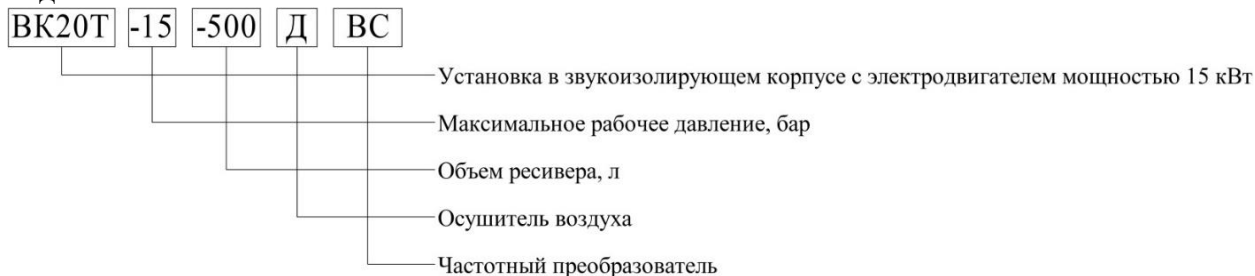 ВК20Т -15 -500 Д ВС
Установка в звукоизолирующем корпусе с электродвигателем мощностью 15 кВт
Максимальное рабочее давление, бар
Объем ресивера, л
Осушитель воздуха
Частотный преобразователь